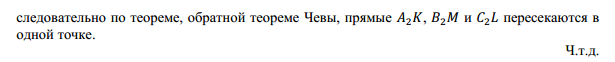 следовательно по теореме, обратной теореме Чевы, прямые 𝐴₂𝐾, 𝐵₂𝑀 и 𝐶₂𝐿 пересекаются в
одной точке.
Ч.т.д.